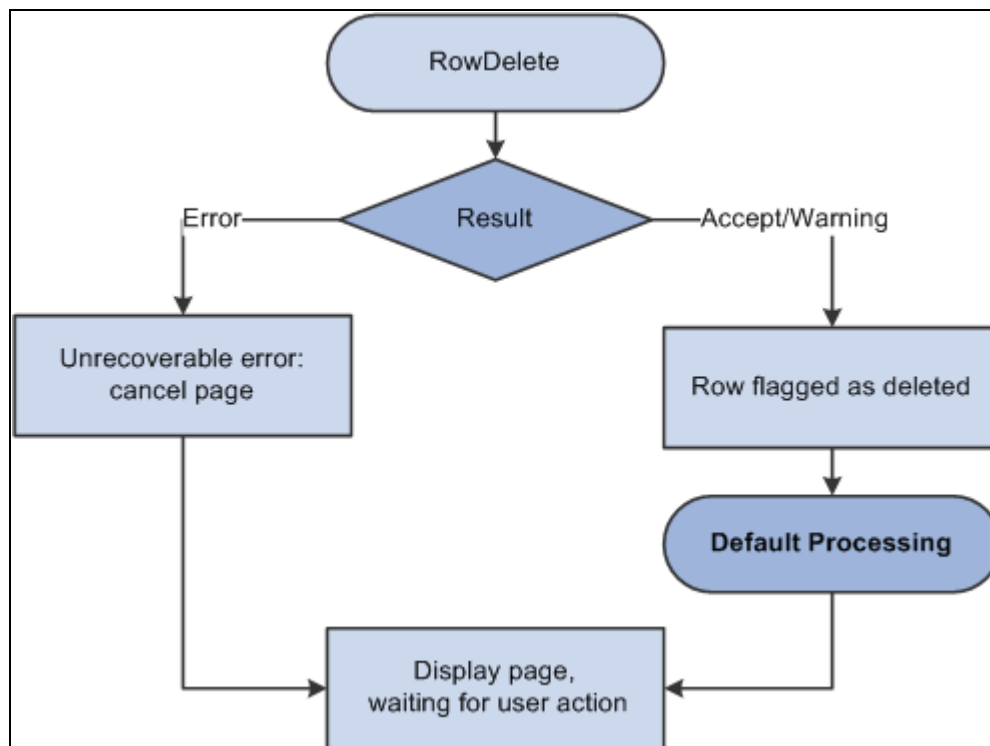 RowDelete
Result
Error
Accept/Warning
Unrecoverable error:
cancel page
Row flagged as deleted
Default Processing
Display page,
waiting for user action